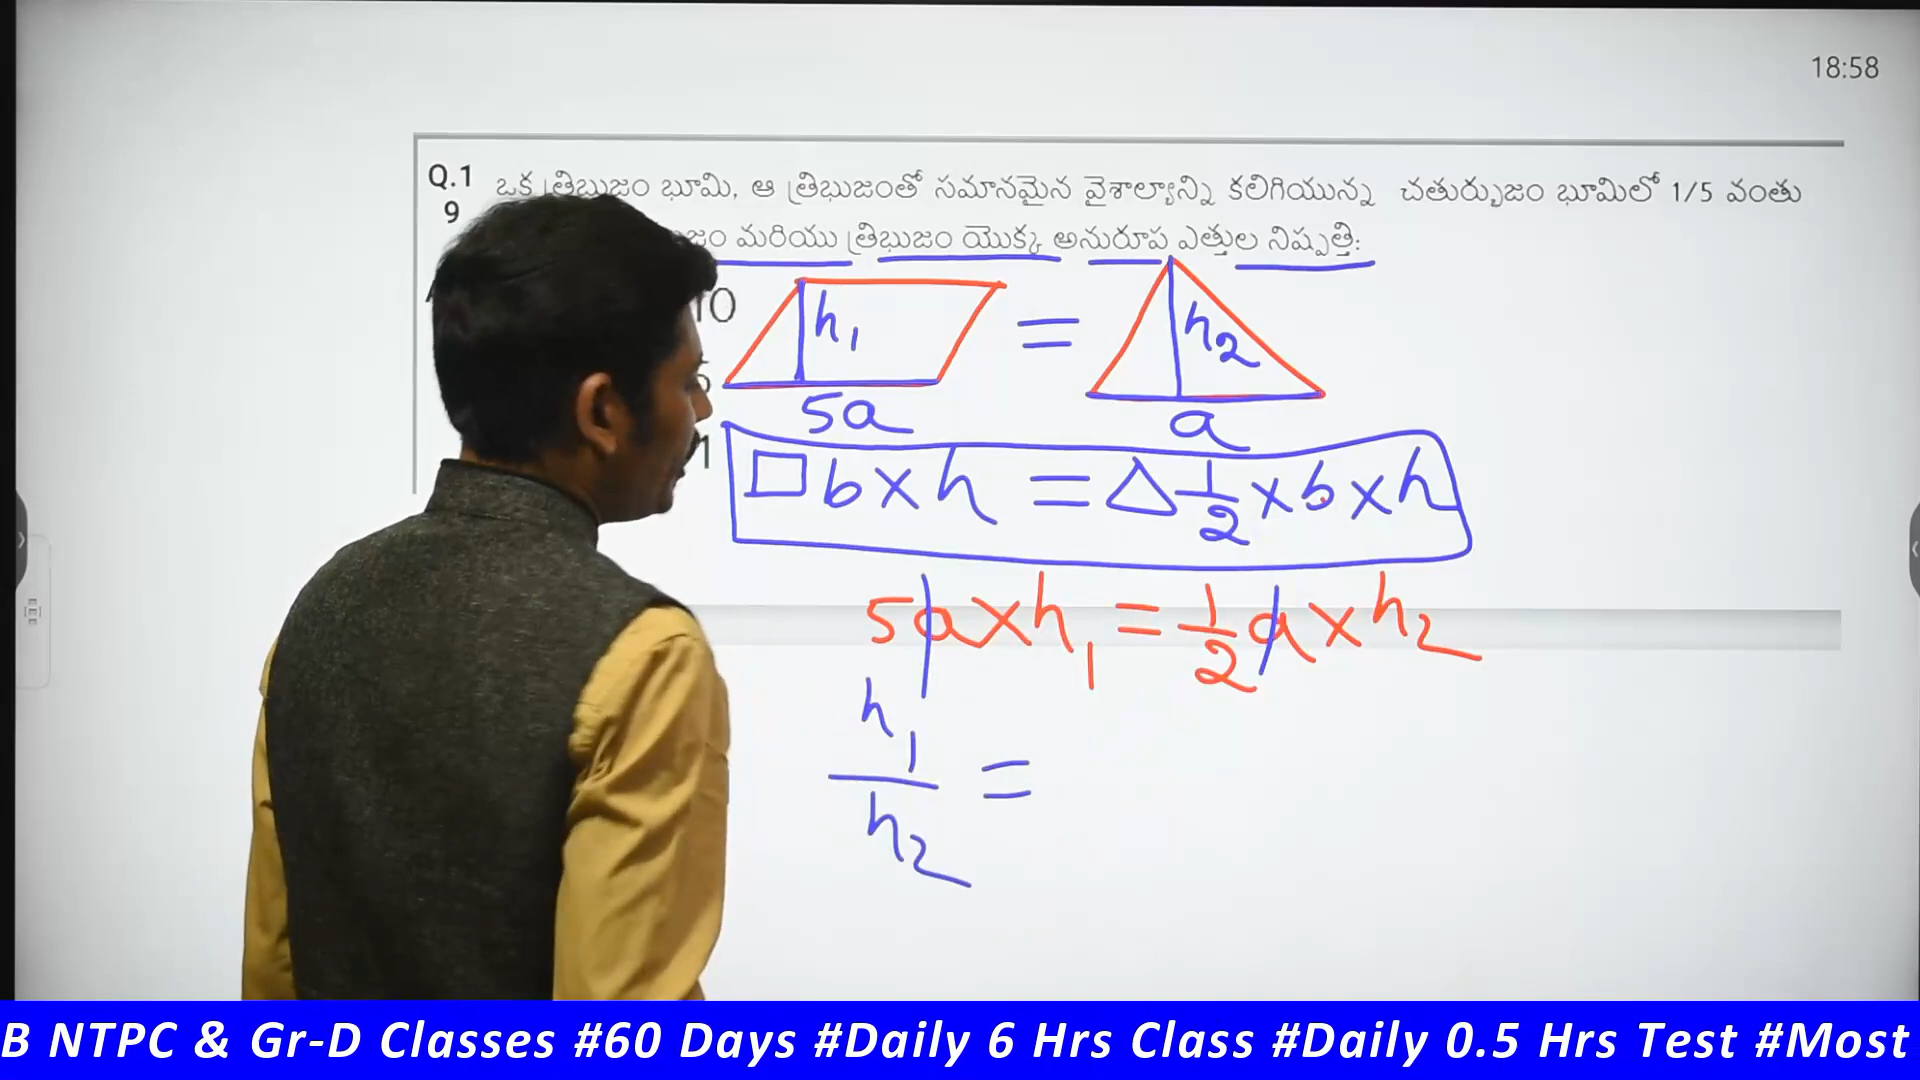 18:58
Q.1 ఒక త్రిభుజం భూమి, ఆ త్రిభుజంతో సమానమైన వైశాల్యాన్ని కలిగియున్న చతుర్భుజం భూమిలో 1/5 వంతు
9 మరియు త్రిభుజం యొక్క అనురూప ఎత్తుల నిష్పత్తి:
10
h1 = h2
5a a
b x h = 1/2 x b x h
5a x h1 = 1/2 a x h2
h1/h2 =
B NTPC & Gr-D Classes #60 Days #Daily 6 Hrs Class #Daily 0.5 Hrs Test #Most